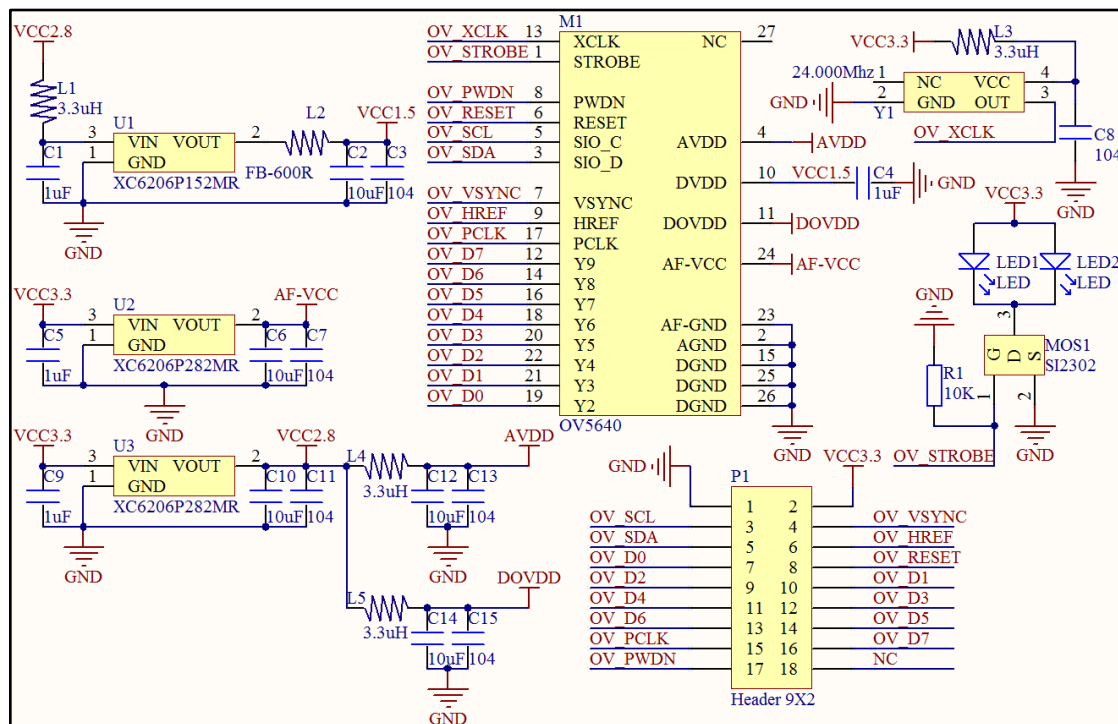 VCC2.8
L1
3.3uH
U1
3 VIN VOUT 2
1 GND
XC6206P152MR
L2
FB-600R
VCC1.5
C1
1uF
C2
10uF
C3
104
GND
VCC3.3
U2
3 VIN VOUT 2
1 GND
XC6206P282MR
AF-VCC
C5
1uF
C6
10uF
C7
104
GND
VCC3.3
U3
3 VIN VOUT 2
1 GND
XC6206P282MR
VCC2.8
C9
1uF
C10
10uF
C11
104
GND
L4
3.3uH
AVDD
C12
10uF
C13
104
GND
L5
3.3uH
DOVDD
C14
10uF
C15
104
GND
M1
OV_XCLK 13 XCLK
OV_STROBE 1 STROBE
OV_PWDN 8 PWDN
OV_RESET 6 RESET
OV_SCL 5 SIO_C
OV_SDA 3 SIO_D
OV_VSYNC 7 VSYNC
OV_HREF 9 HREF
OV_PCLK 17 PCLK
OV_D7 12 Y9
OV_D6 14 Y8
OV_D5 16 Y7
OV_D4 18 Y6
OV_D3 20 Y5
OV_D2 22 Y4
OV_D1 21 Y3
OV_D0 19 Y2
NC 27
AVDD 4 AVDD
DVDD 10 VCC1.5
DOVDD 11 DOVDD
AF-VCC 24 AF-VCC
AF-GND 23
AGND 2
DGND 15
DGND 25
DGND 26
OV5640
GND
C4
1uF
GND
VCC3.3
L3
3.3uH
24.000Mhz
1 NC VCC 4
GND 2 GND OUT 3
Y1
OV_XCLK
C8
104
GND
VCC3.3
LED1
LED
LED2
LED
GND
3
G D S
MOS1
SI2302
R1
10K
1
2
GND
OV_STROBE
GND
P1
VCC3.3
1 2
OV_SCL 3 4 OV_VSYNC
OV_SDA 5 6 OV_HREF
OV_D0 7 8 OV_RESET
OV_D2 9 10 OV_D1
OV_D4 11 12 OV_D3
OV_D6 13 14 OV_D5
OV_PCLK 15 16 OV_D7
OV_PWDN 17 18 NC
Header 9X2